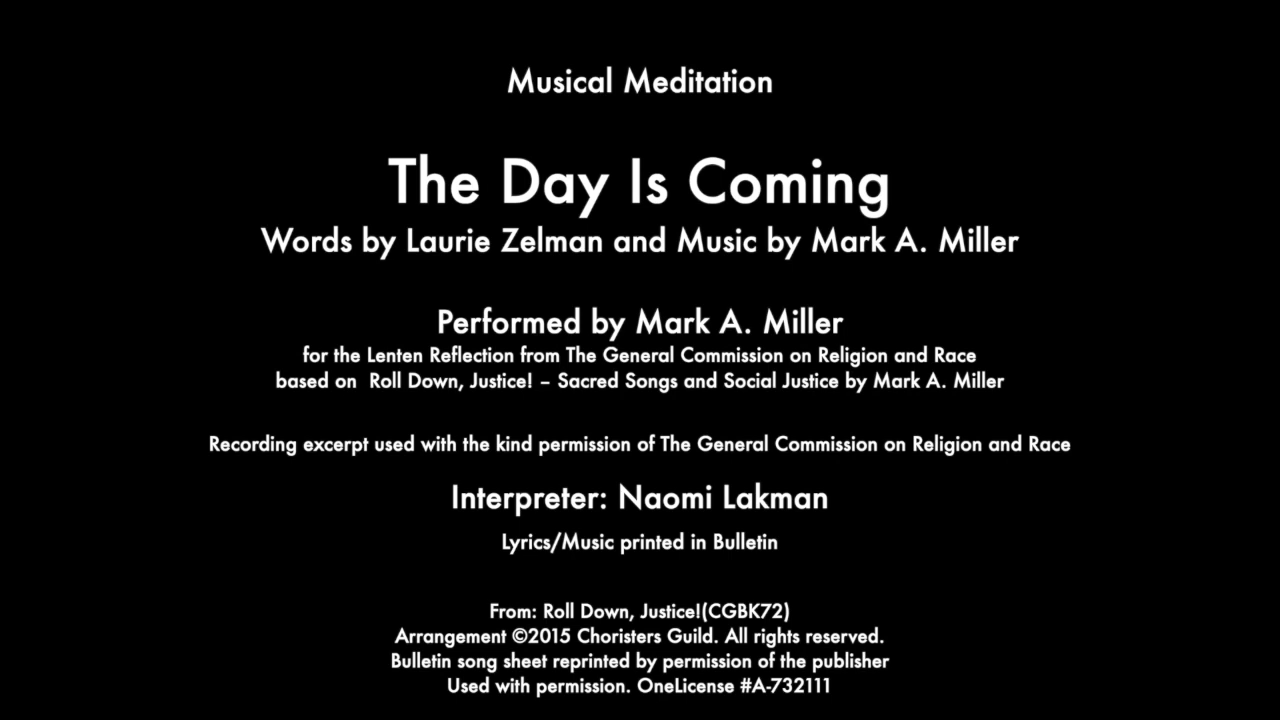 Musical Meditation
The Day Is Coming
Words by Laurie Zelman and Music by Mark A. Miller
Performed by Mark A. Miller
for the Lenten Reflection from The General Commission on Religion and Race
based on  Roll Down, Justice! – Sacred Songs and Social Justice by Mark A. Miller
Recording excerpt used with the kind permission of The General Commission on Religion and Race
Interpreter: Naomi Lakman
Lyrics/Music printed in Bulletin
From: Roll Down, Justice!(CGBK72)
Arrangement ©2015 Choristers Guild. All rights reserved.
Bulletin song sheet reprinted by permission of the publisher
Used with permission. OneLicense #A-732111